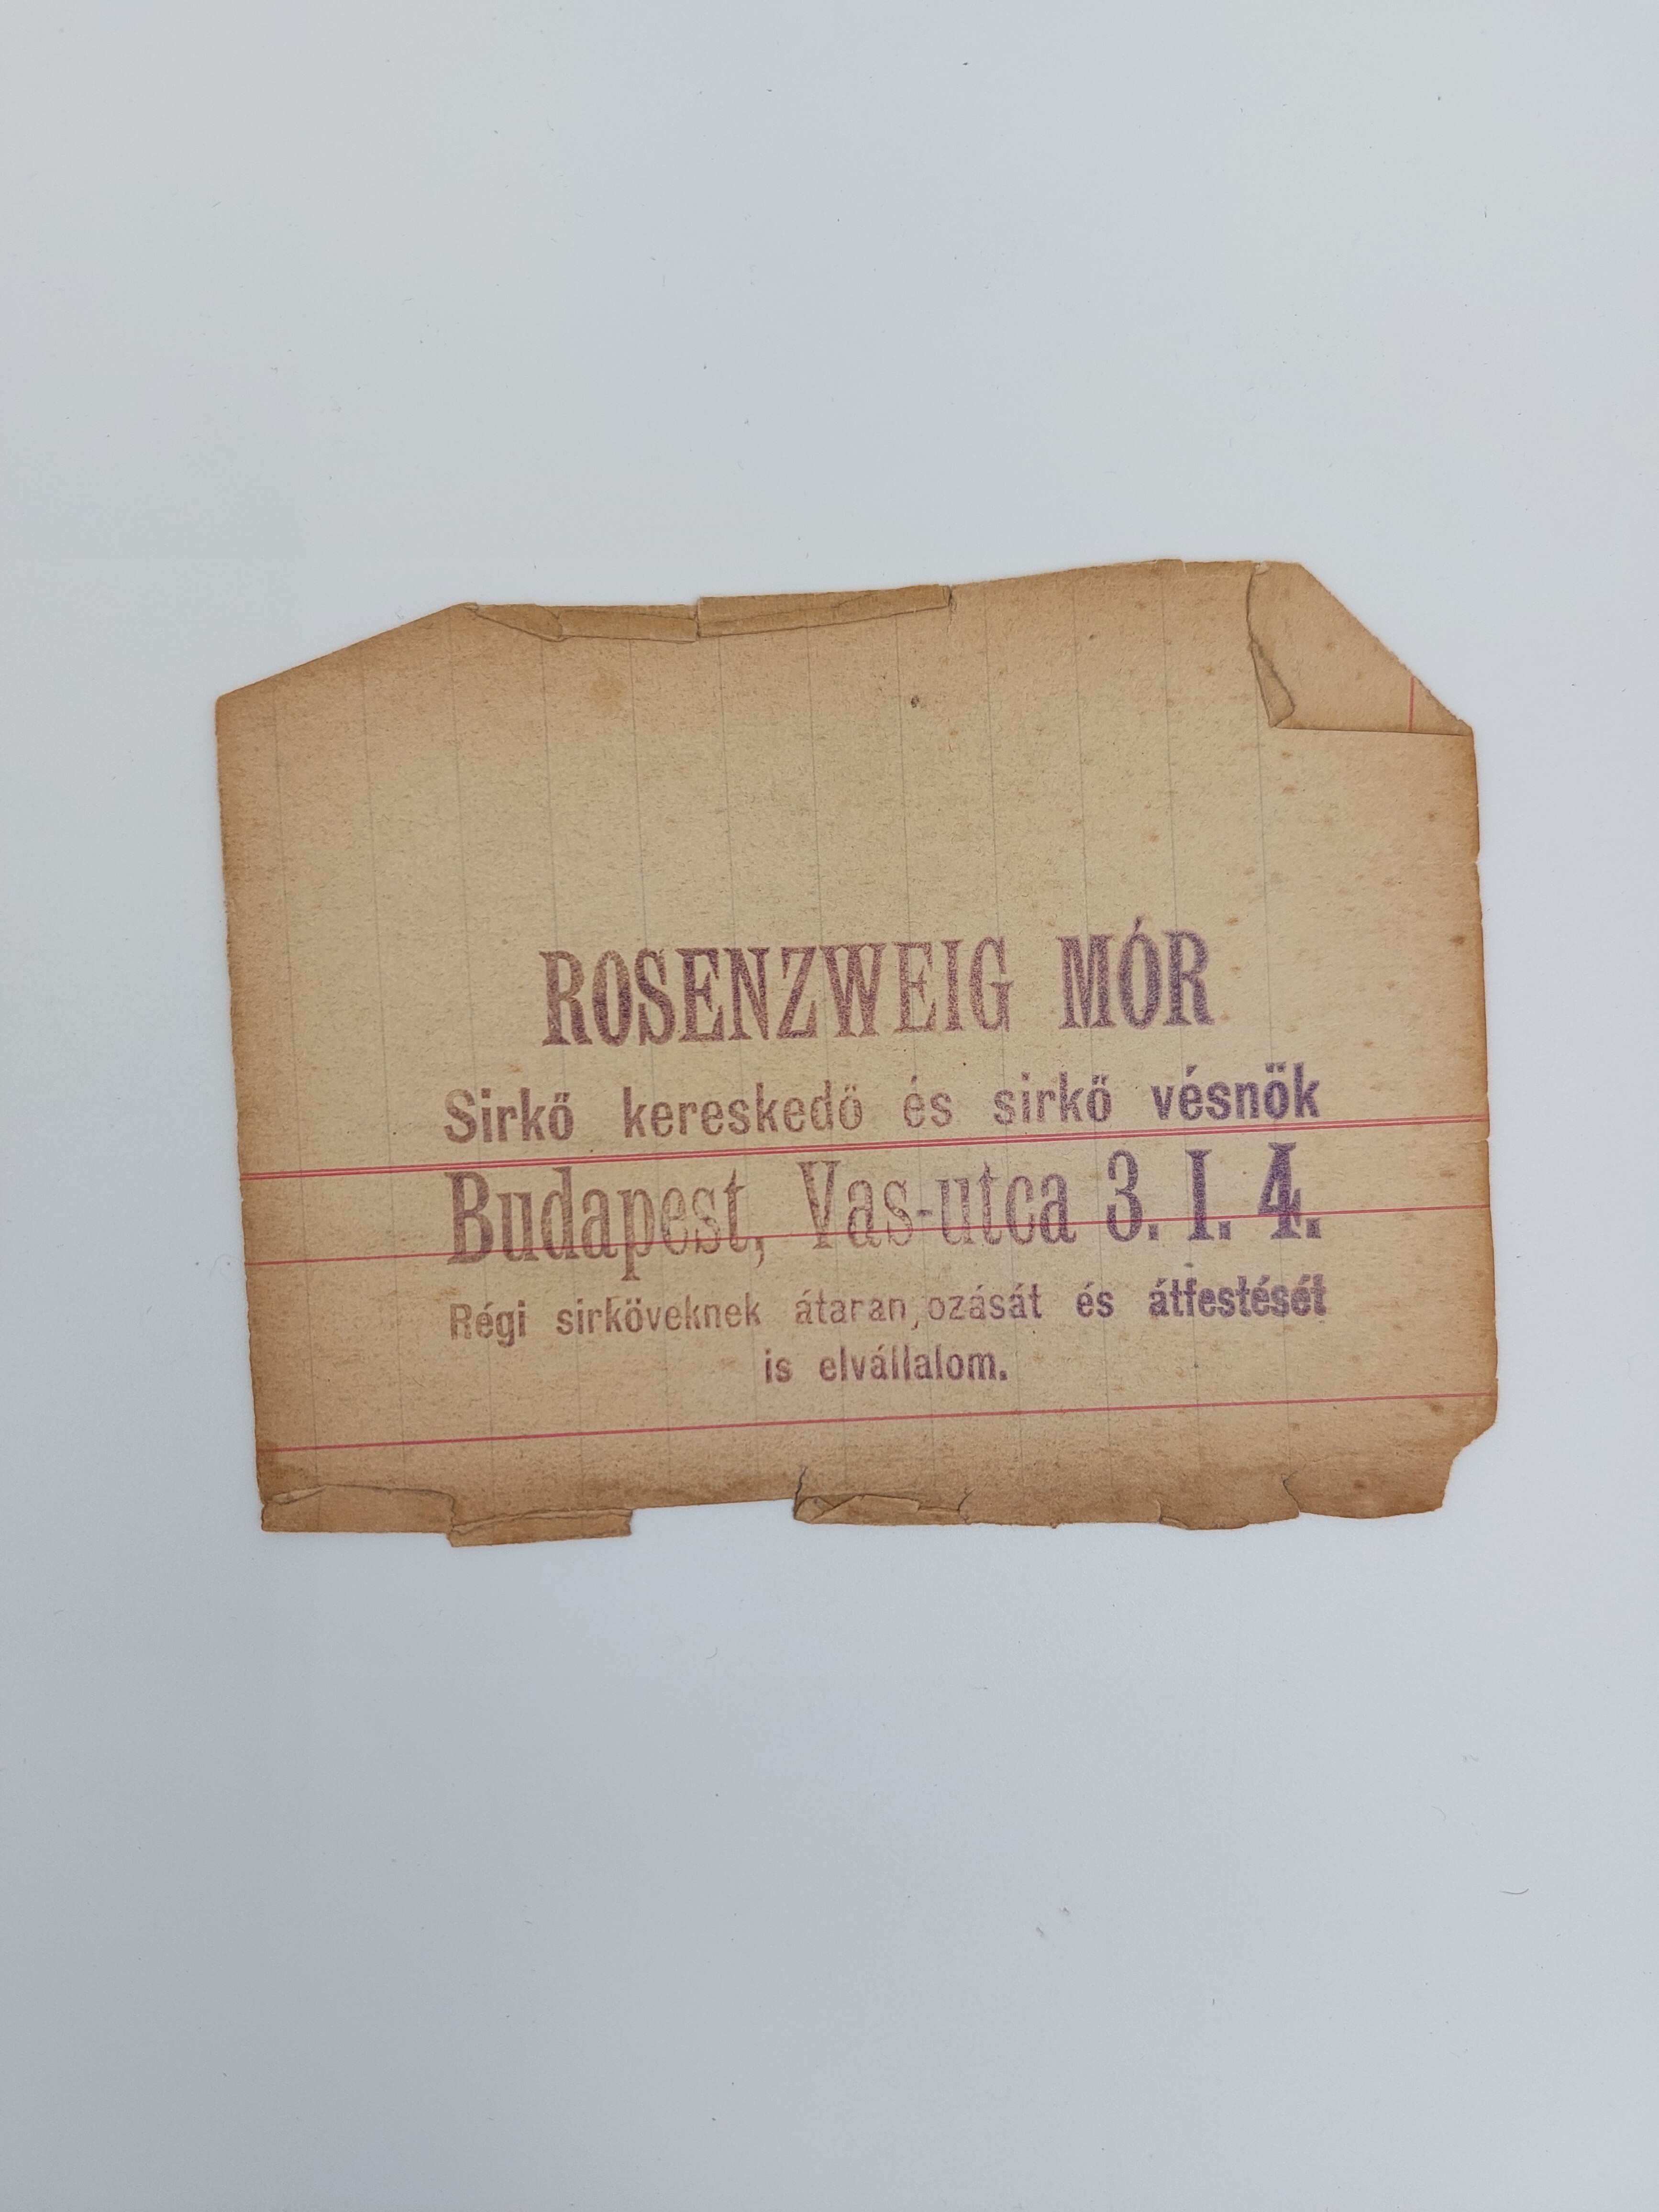 ROSENZWEIG MÓR
Sirkő kereskedő és sirkő vésnök
Budapest, Vas-utca 3. I. 4.
Régi sirköveknek átaran,ozását és átfestését
is elvállalom.